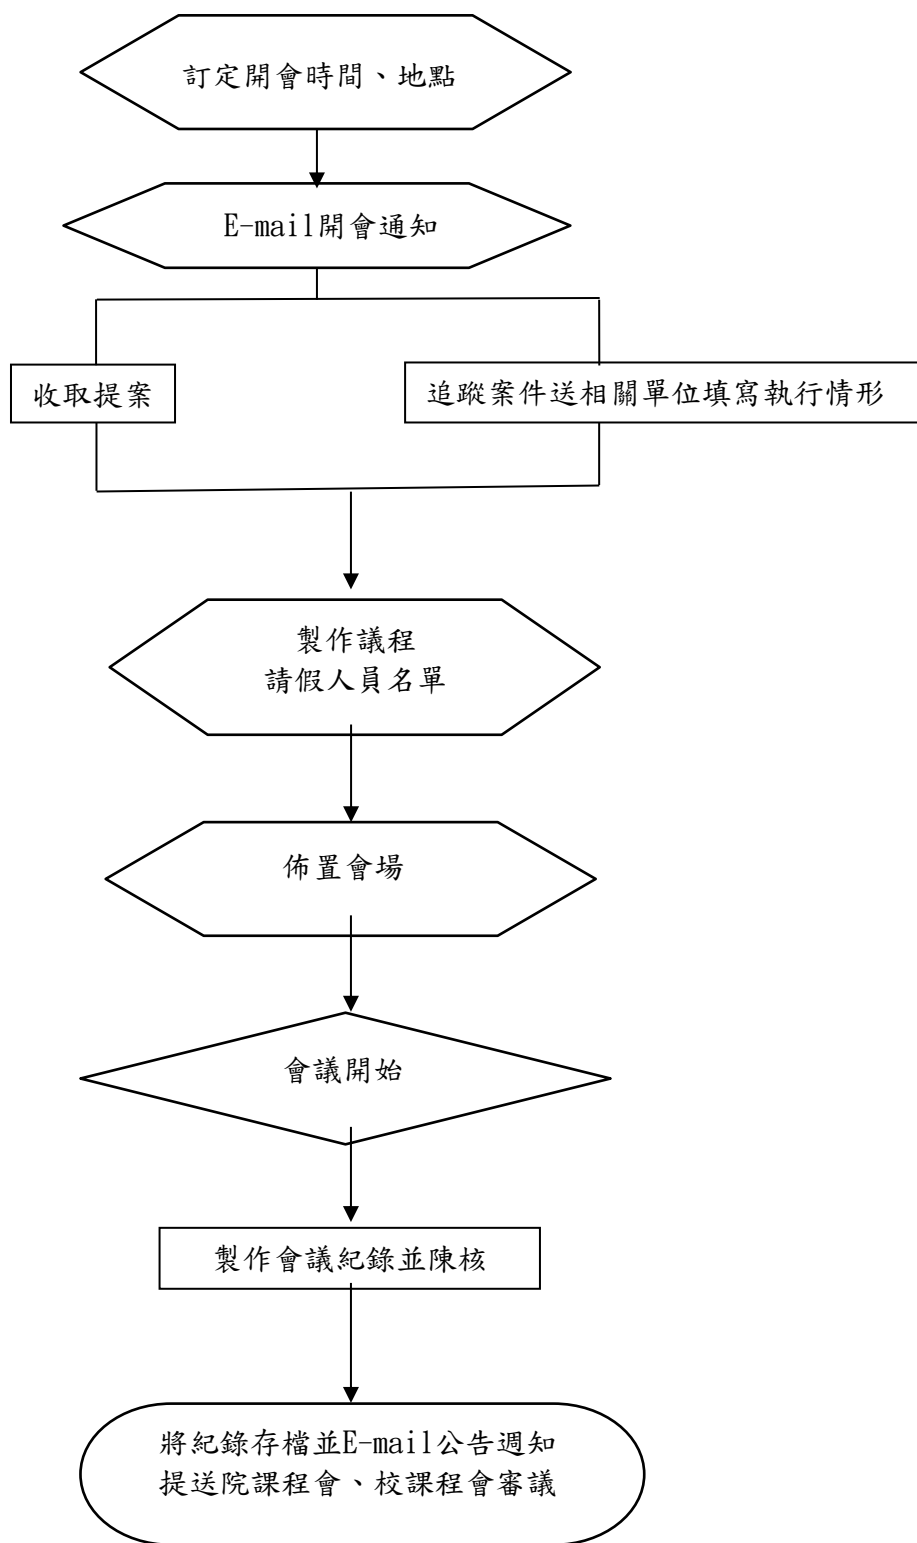 訂定開會時間、地點
E-mail開會通知
收取提案
追蹤案件送相關單位填寫執行情形
製作議程
請假人員名單
佈置會場
會議開始
製作會議紀錄並陳核
將紀錄存檔並E-mail公告週知
提送院課程會、校課程會審議